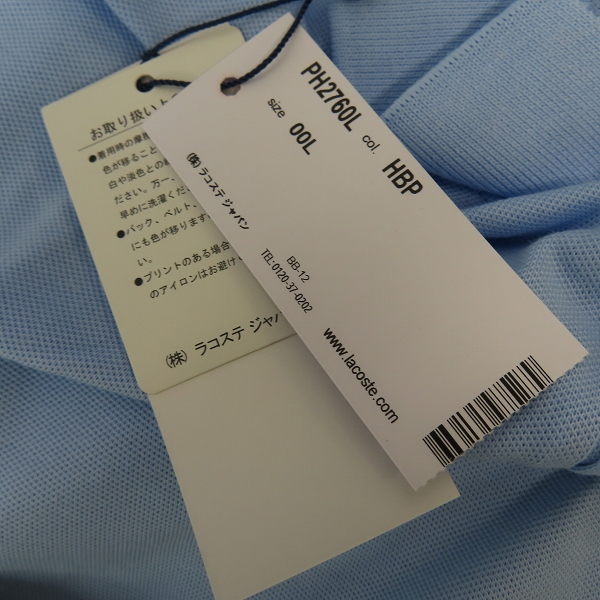 お取り扱い上
●着用時の摩
色が移るこ
白や淡色との
ださい。万一、
早めに洗濯くだ
●バック、ベルト、
にも色が移ります
い。
●プリントのある場合
のアイロンはお避け
(株) ラコステ ジャパ
PH2760L col. HBP
size 00L
(株) ラコステ ジャパン
BB-12
TEL:0120-37-0202
www.lacoste.com